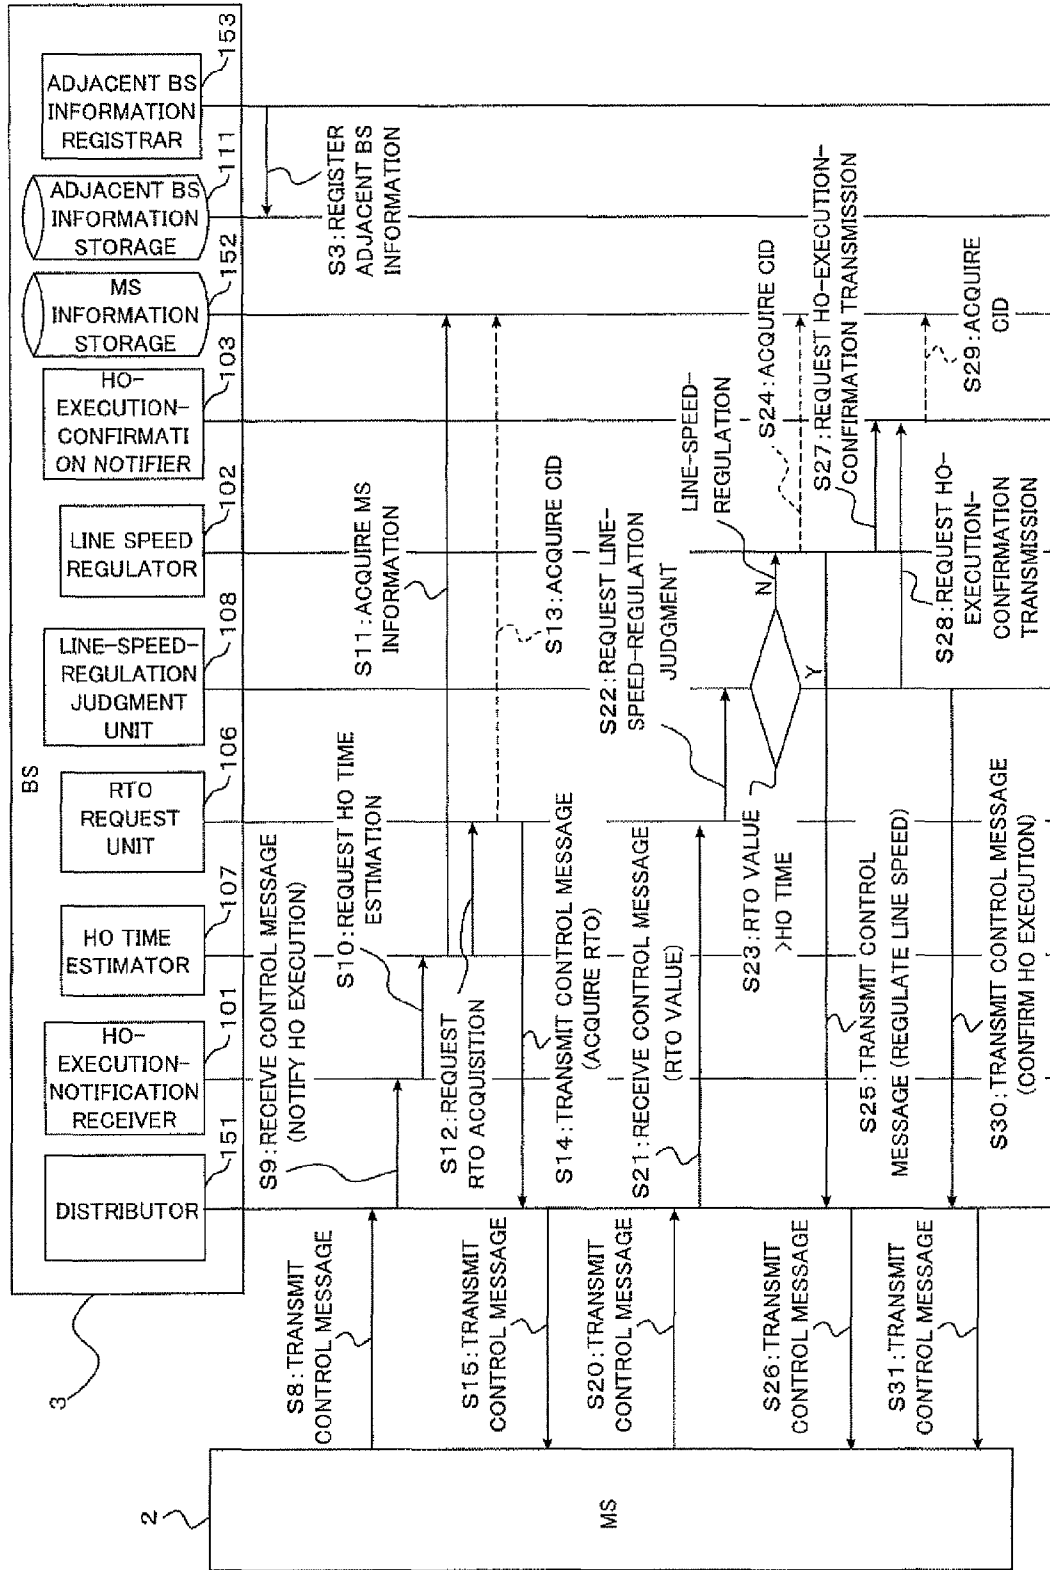 BS
3
DISTRIBUTOR
151
HO-
EXECUTION-
NOTIFICATION
RECEIVER
101
HO TIME
ESTIMATOR
107
RTO
REQUEST
UNIT
106
LINE-SPEED-
REGULATION
JUDGMENT
UNIT
108
LINE SPEED
REGULATOR
102
HO-
EXECUTION-
CONFIRMATI
ON NOTIFIER
103
MS
INFORMATION
STORAGE
152
ADJACENT BS
INFORMATION
STORAGE
111
ADJACENT BS
INFORMATION
REGISTRAR
153
2
MS
S3:REGISTER
ADJACENT BS
INFORMATION
S8:TRANSMIT
CONTROL MESSAGE
S9:RECEIVE CONTROL MESSAGE
(NOTIFY HO EXECUTION)
S10:REQUEST HO TIME
ESTIMATION
S11:ACQUIRE MS
INFORMATION
S12:REQUEST
RTO ACQUISITION
S13:ACQUIRE CID
S14:TRANSMIT CONTROL MESSAGE
(ACQUIRE RTO)
S15:TRANSMIT
CONTROL MESSAGE
S20:TRANSMIT
CONTROL MESSAGE
S21:RECEIVE CONTROL MESSAGE
(RTO VALUE)
S22:REQUEST LINE-
SPEED-REGULATION
JUDGMENT
S23:RTO VALUE
>HO TIME
N
Y
LINE-SPEED-
REGULATION
S24:ACQUIRE CID
S25:TRANSMIT CONTROL
MESSAGE (REGULATE LINE SPEED)
S26:TRANSMIT
CONTROL MESSAGE
S27:REQUEST HO-EXECUTION-
CONFIRMATION TRANSMISSION
S28:REQUEST HO-
EXECUTION-
CONFIRMATION
TRANSMISSION
S29:ACQUIRE
CID
S30:TRANSMIT CONTROL MESSAGE
(CONFIRM HO EXECUTION)
S31:TRANSMIT
CONTROL MESSAGE